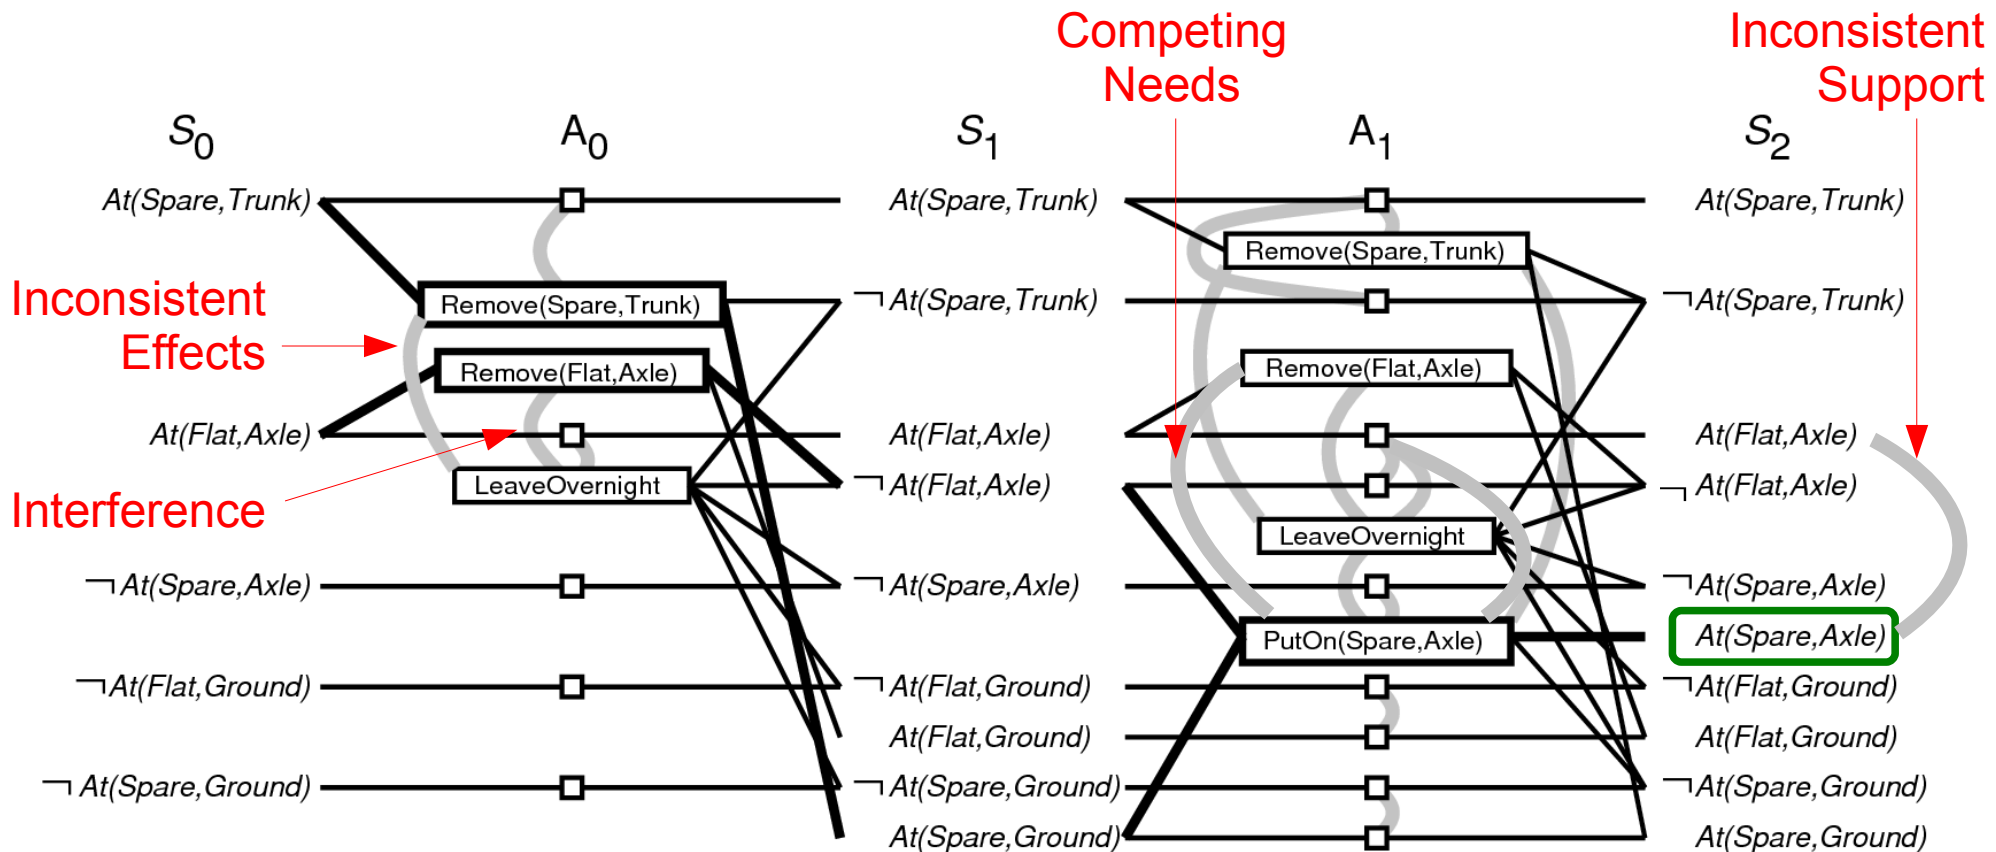 Competing
Needs
Inconsistent
Support
S0 A0 S1 A1 S2
At(Spare,Trunk) At(Spare,Trunk) At(Spare,Trunk)
Remove(Spare,Trunk)
Inconsistent
Effects
Remove(Spare,Trunk) ¬ At(Spare,Trunk) ¬ At(Spare,Trunk)
Remove(Flat,Axle) Remove(Flat,Axle)
At(Flat,Axle) At(Flat,Axle) At(Flat,Axle)
Interference
LeaveOvernight ¬ At(Flat,Axle) ¬ At(Flat,Axle)
LeaveOvernight
¬ At(Spare,Axle) ¬ At(Spare,Axle) ¬ At(Spare,Axle)
PutOn(Spare,Axle) At(Spare,Axle)
¬ At(Flat,Ground) ¬ At(Flat,Ground) ¬ At(Flat,Ground)
At(Flat,Ground) At(Flat,Ground)
¬ At(Spare,Ground) ¬ At(Spare,Ground) ¬ At(Spare,Ground)
At(Spare,Ground) At(Spare,Ground)